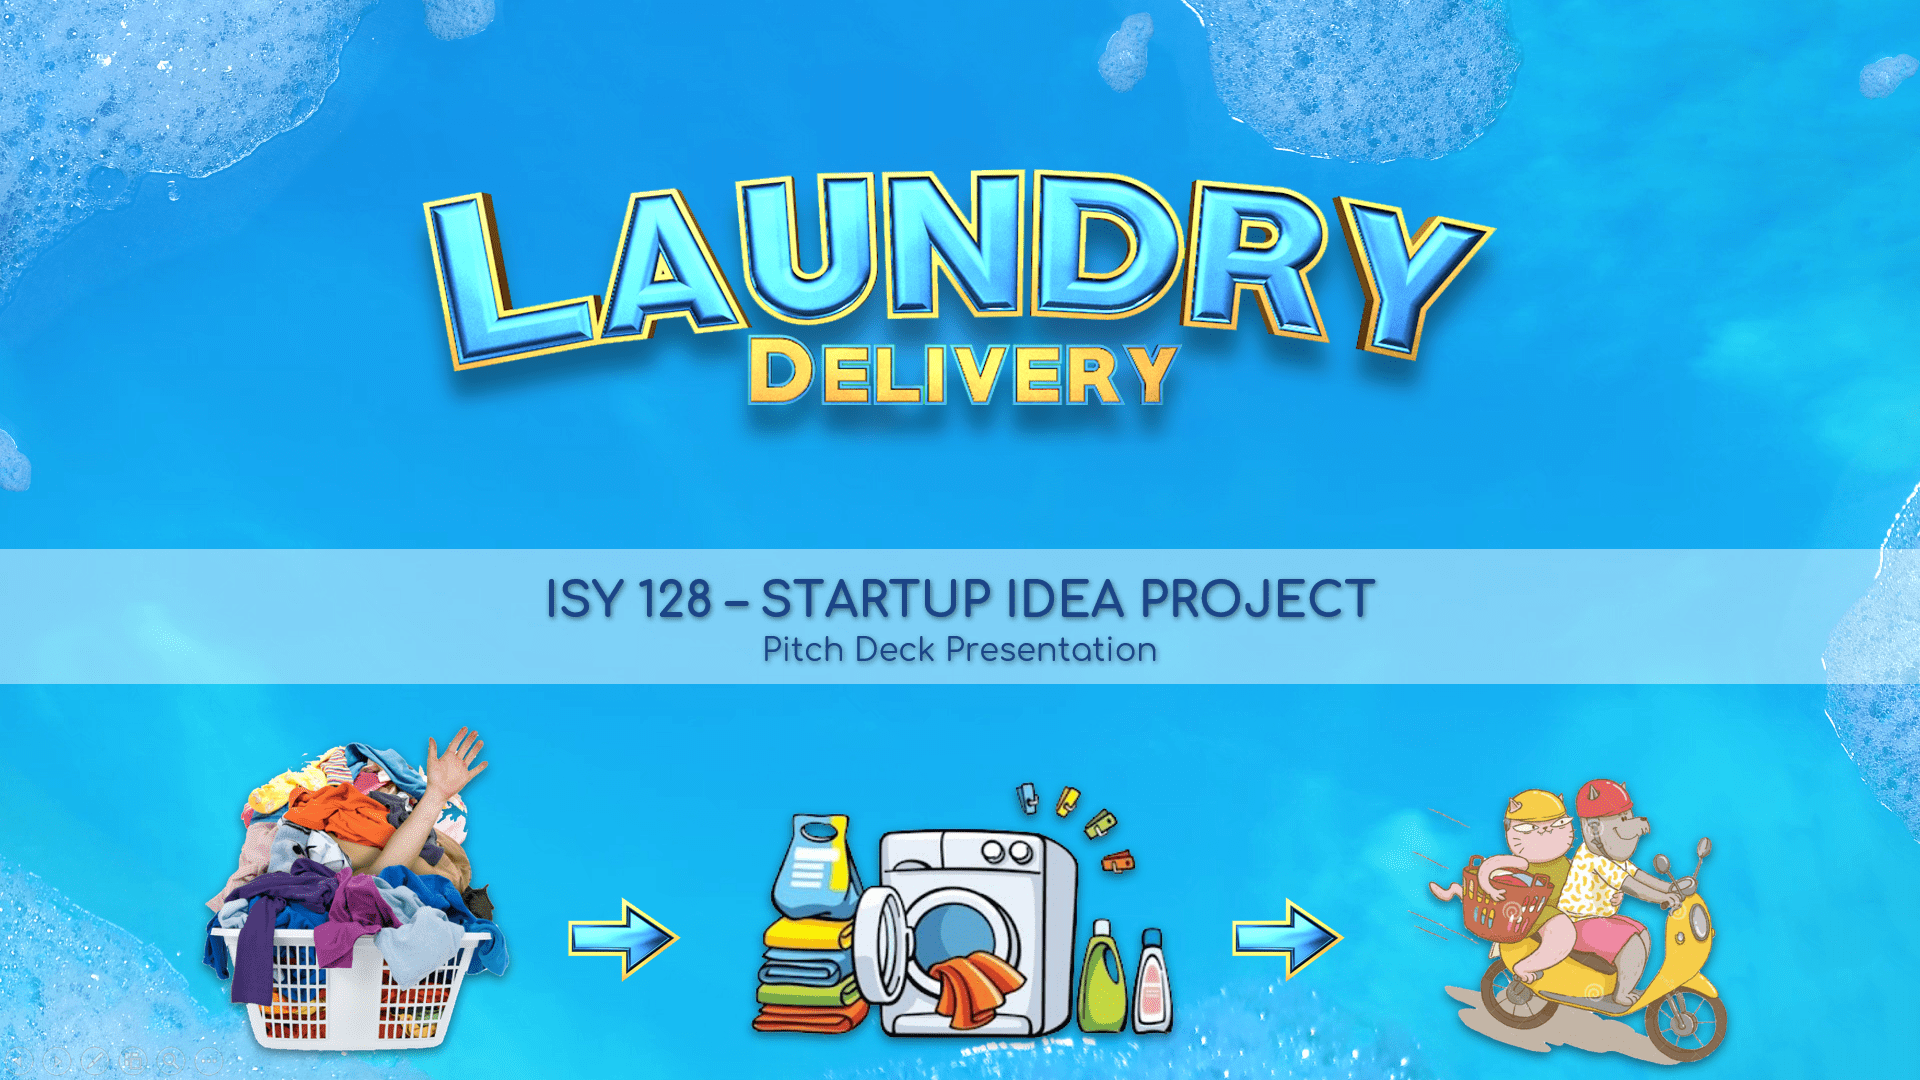 LAUNDRY
DELIVERY
ISY 128 – STARTUP IDEA PROJECT
Pitch Deck Presentation